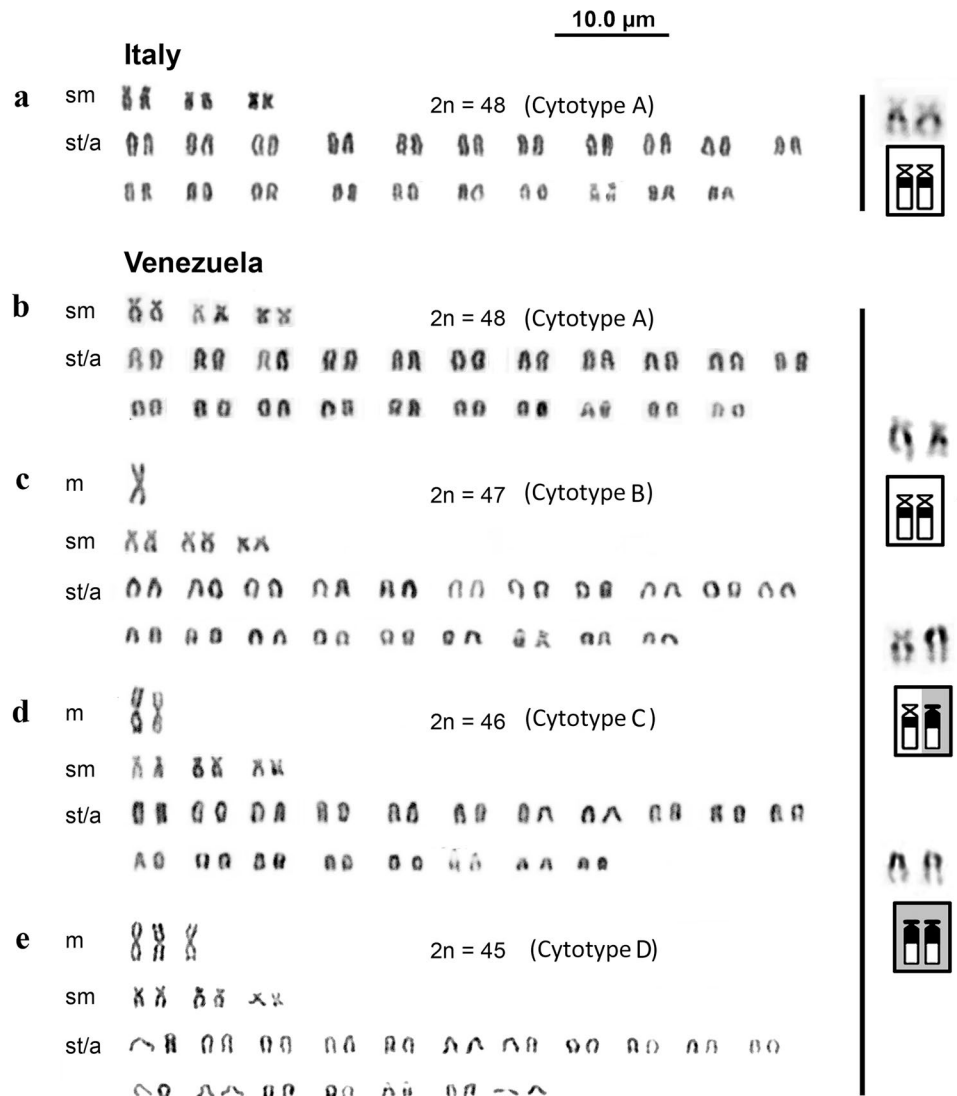 10.0 µm
Italy
a sm 2n = 48 (Cytotype A)
st/a
Venezuela
b sm 2n = 48 (Cytotype A)
st/a
c m 2n = 47 (Cytotype B)
sm
st/a
d m 2n = 46 (Cytotype C)
sm
st/a
e m 2n = 45 (Cytotype D)
sm
st/a